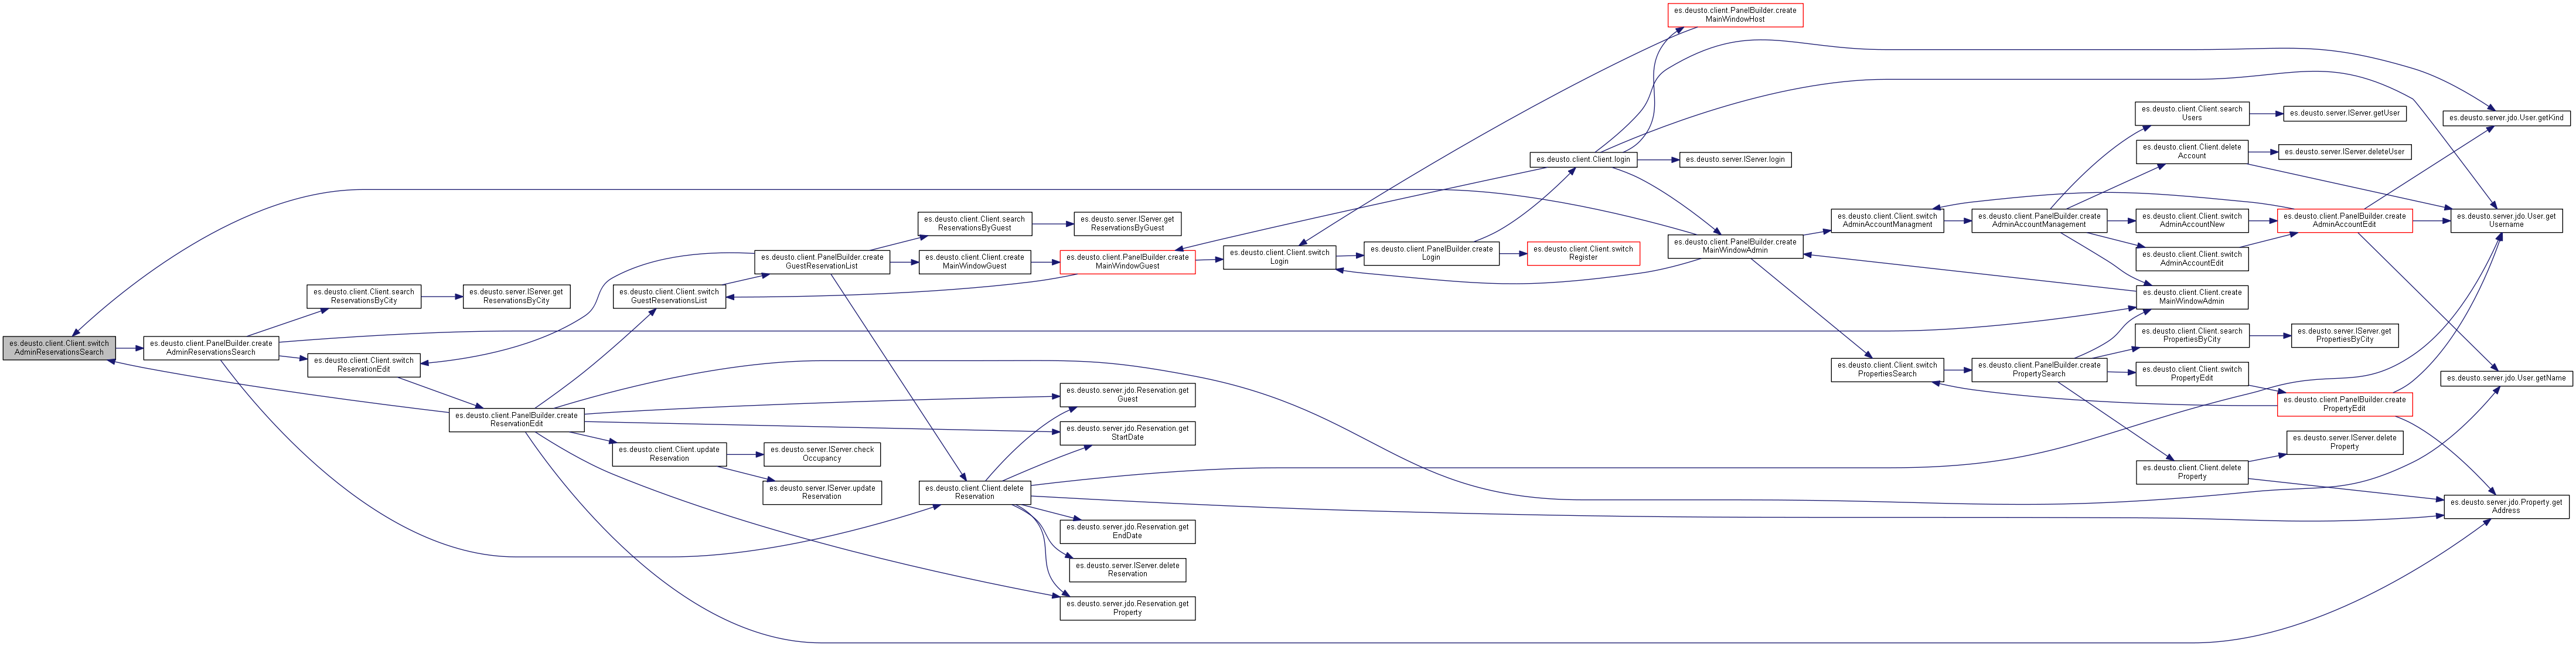 es.deusto.client.Client.switch
AdminReservationsSearch
es.deusto.client.PanelBuilder.create
AdminReservationsSearch
es.deusto.client.Client.search
ReservationsByCity
es.deusto.server.IServer.get
ReservationsByCity
es.deusto.client.Client.switch
ReservationEdit
es.deusto.client.PanelBuilder.create
ReservationEdit
es.deusto.client.Client.switch
GuestReservationsList
es.deusto.client.Client.update
Reservation
es.deusto.client.PanelBuilder.create
GuestReservationList
es.deusto.server.IServer.check
Occupancy
es.deusto.server.IServer.update
Reservation
es.deusto.client.Client.search
ReservationsByGuest
es.deusto.client.Client.create
MainWindowGuest
es.deusto.client.Client.delete
Reservation
es.deusto.server.IServer.get
ReservationsByGuest
es.deusto.client.PanelBuilder.create
MainWindowGuest
es.deusto.server.jdo.Reservation.get
Guest
es.deusto.server.jdo.Reservation.get
StartDate
es.deusto.server.jdo.Reservation.get
EndDate
es.deusto.server.IServer.delete
Reservation
es.deusto.server.jdo.Reservation.get
Property
es.deusto.client.Client.switch
Login
es.deusto.client.PanelBuilder.create
Login
es.deusto.client.Client.login
es.deusto.client.Client.switch
Register
es.deusto.client.PanelBuilder.create
MainWindowHost
es.deusto.server.IServer.login
es.deusto.client.PanelBuilder.create
MainWindowAdmin
es.deusto.client.Client.switch
AdminAccountManagment
es.deusto.client.Client.switch
PropertiesSearch
es.deusto.client.PanelBuilder.create
AdminAccountManagement
es.deusto.client.PanelBuilder.create
PropertySearch
es.deusto.client.Client.search
Users
es.deusto.client.Client.delete
Account
es.deusto.client.Client.switch
AdminAccountNew
es.deusto.client.Client.switch
AdminAccountEdit
es.deusto.client.Client.create
MainWindowAdmin
es.deusto.client.Client.search
PropertiesByCity
es.deusto.client.Client.switch
PropertyEdit
es.deusto.client.Client.delete
Property
es.deusto.server.IServer.getUser
es.deusto.server.IServer.deleteUser
es.deusto.client.PanelBuilder.create
AdminAccountEdit
es.deusto.server.IServer.get
PropertiesByCity
es.deusto.client.PanelBuilder.create
PropertyEdit
es.deusto.server.IServer.delete
Property
es.deusto.server.jdo.User.getKind
es.deusto.server.jdo.User.get
Username
es.deusto.server.jdo.User.getName
es.deusto.server.jdo.Property.get
Address